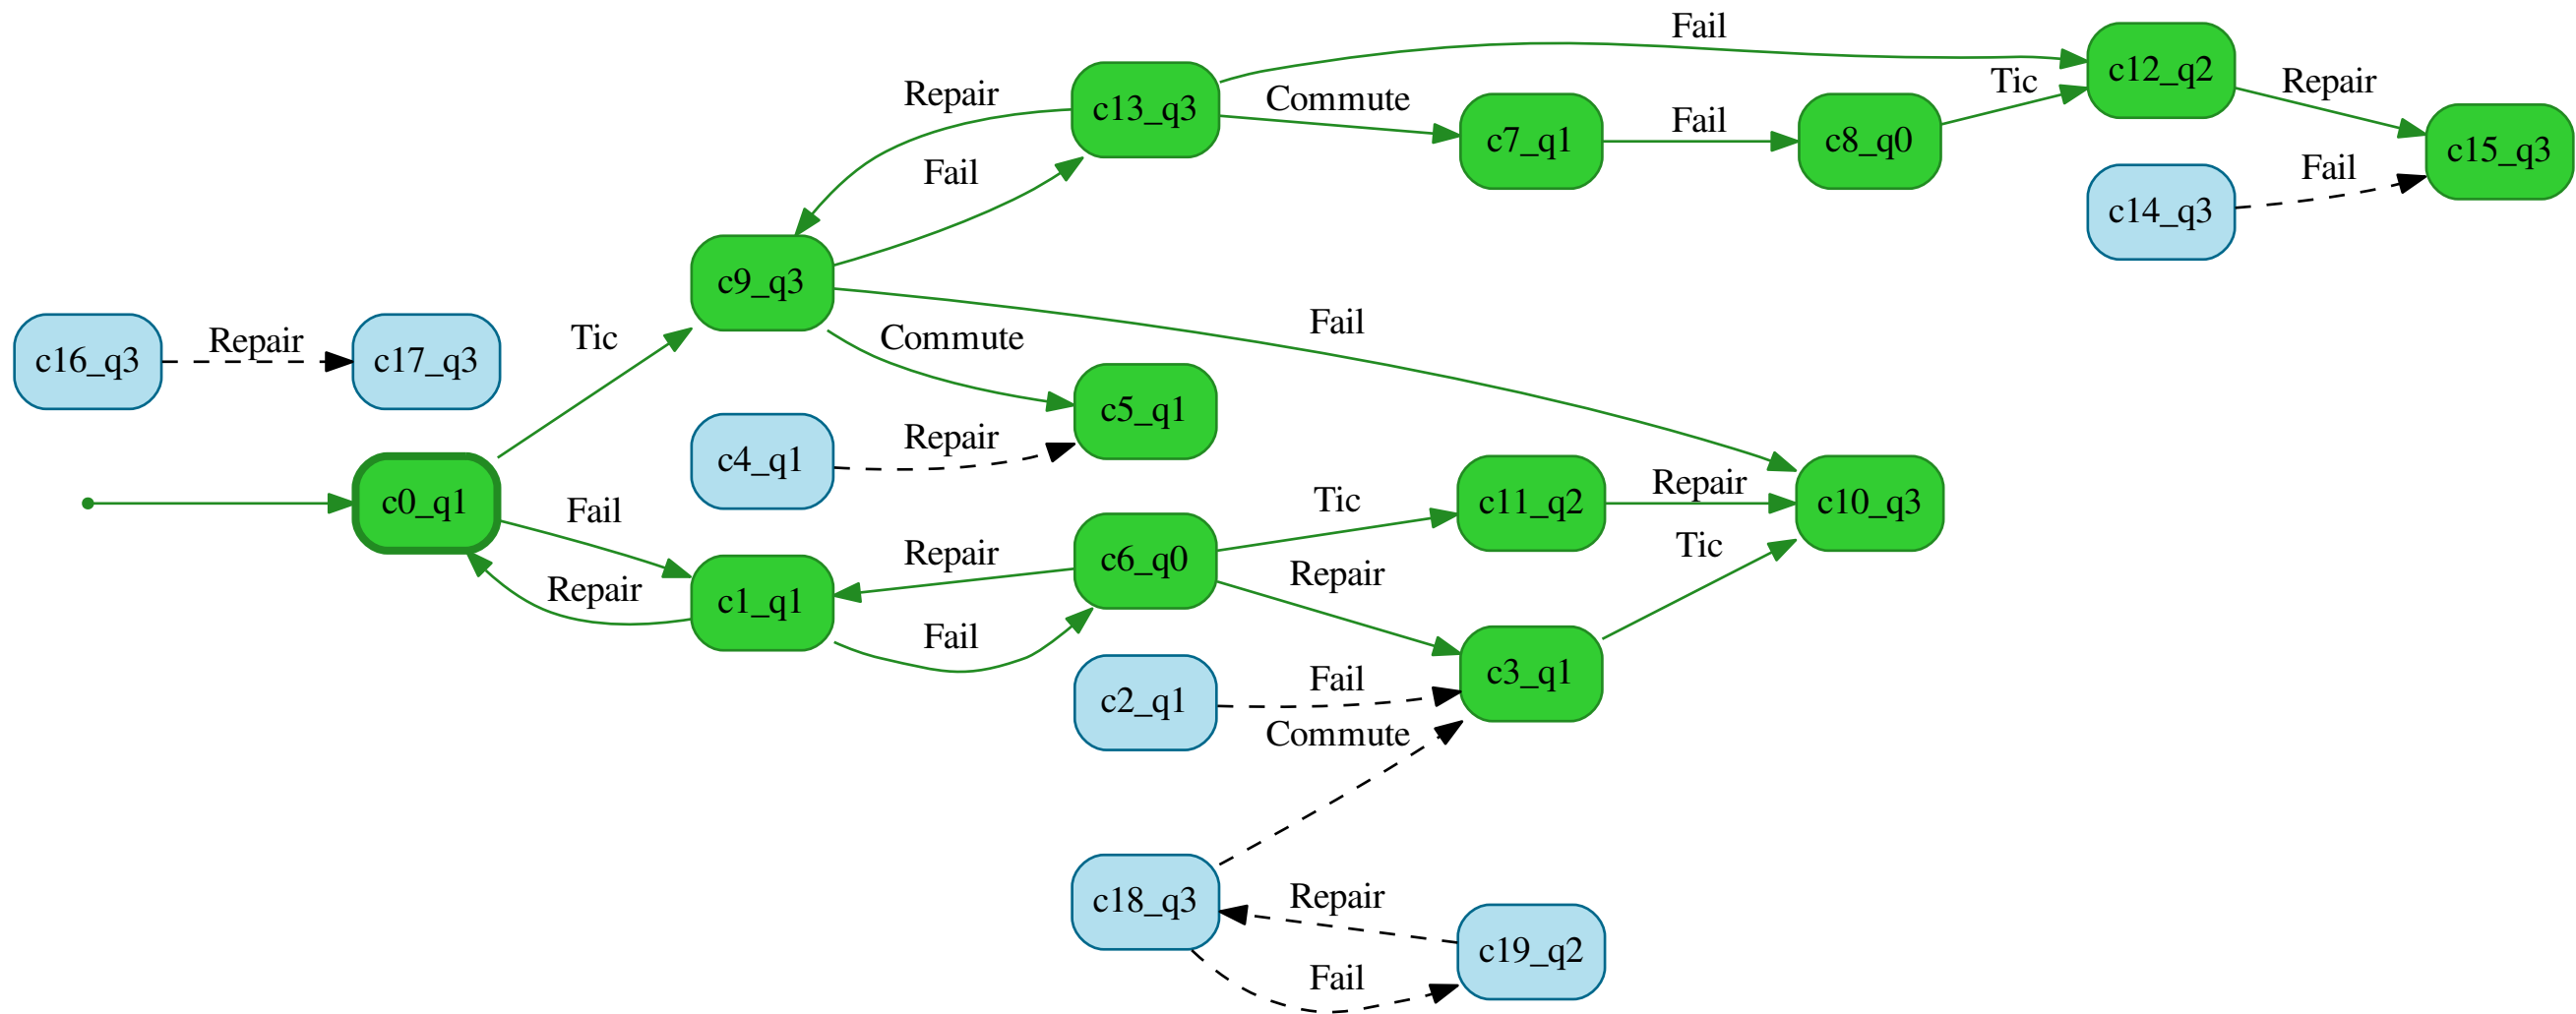 Fail
c12_q2
Tic
Repair
c13_q3
Commute
Repair
c7_q1
Fail
c8_q0
c15_q3
Fail
Fail
c14_q3
c9_q3
Fail
Tic
Commute
Repair
c16_q3
c17_q3
c5_q1
Repair
c4_q1
Repair
Tic
c0_q1
c11_q2
c10_q3
Fail
Repair
c6_q0
Tic
Repair
Repair
c1_q1
Fail
c3_q1
Fail
c2_q1
Commute
c18_q3
Repair
c19_q2
Fail